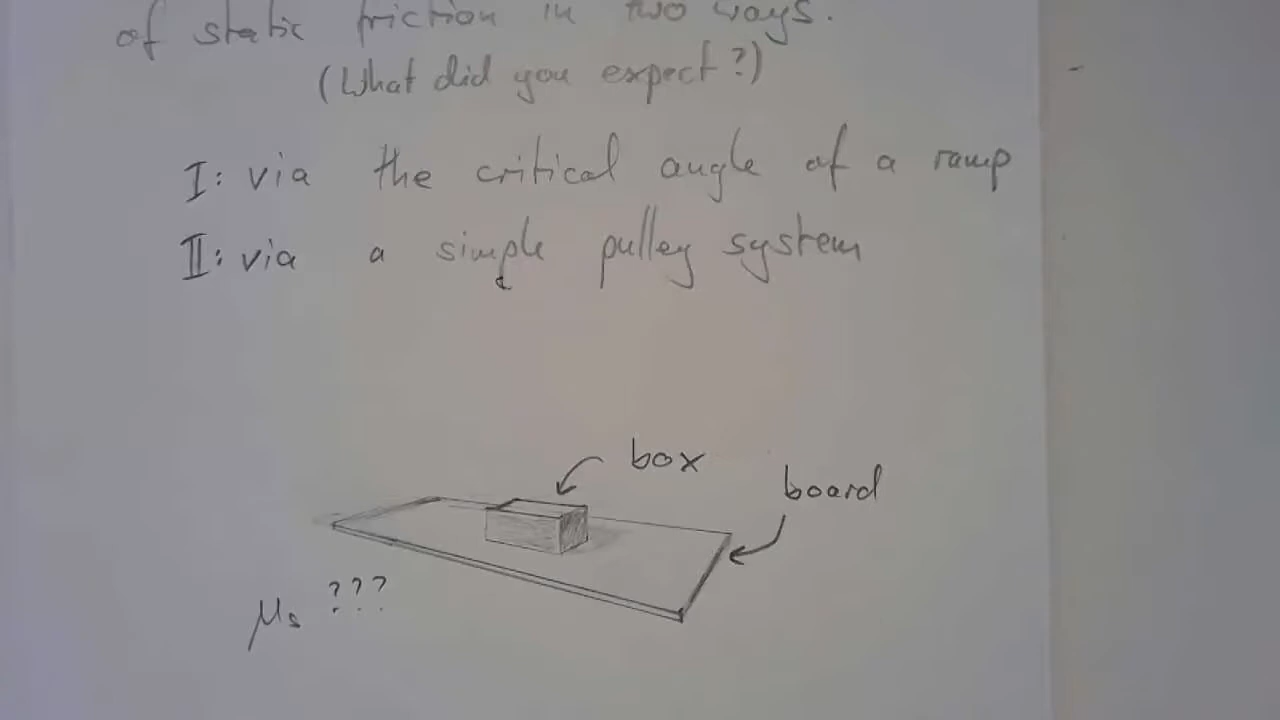 of static friction in two ways.
(What did you expect?)
I: via the critical angle of a ramp
II: via a simple pulley system
box
board
μs ???